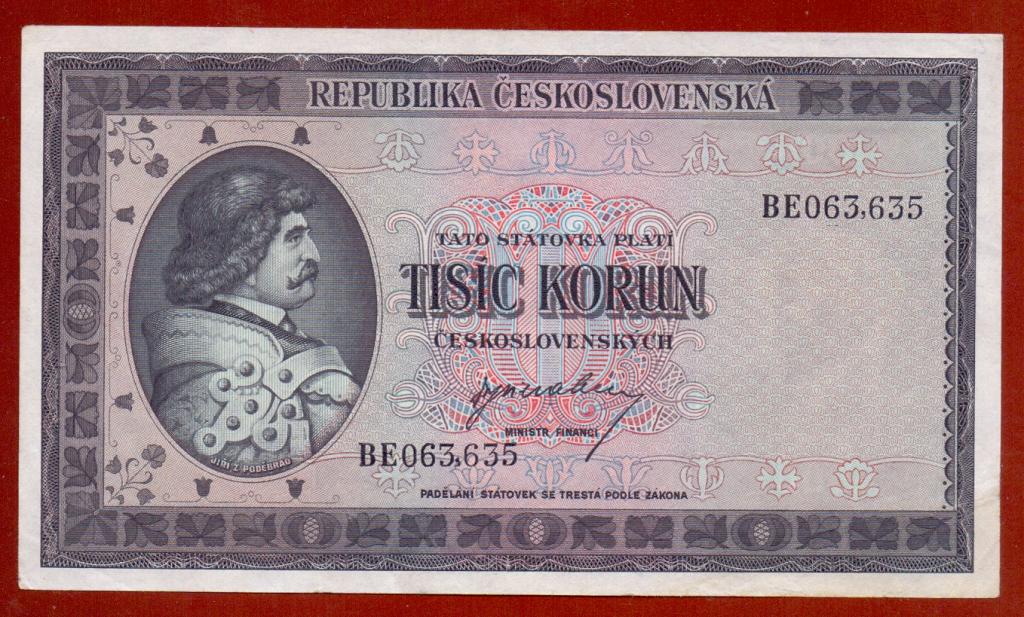 REPUBLIKA ČESKOSLOVENSKÁ
BE063,635
TATO STÁTOVKA PLATÍ
TISÍC KORUN
ČESKOSLOVENSKÝCH
MINISTR FINANCÍ
BE063,635
JIŘÍ Z PODĚBRAD
PADĚLÁNÍ STÁTOVEK SE TRESTÁ PODLE ZÁKONA